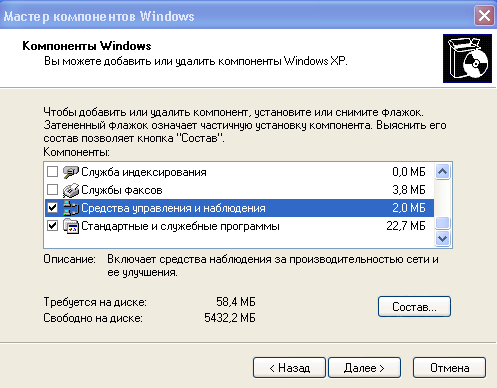 Мастер компонентов Windows
Компоненты Windows
Вы можете добавить или удалить компоненты Windows XP.
Чтобы добавить или удалить компонент, установите или снимите флажок.
Затененный флажок означает частичную установку компонента. Выяснить его
состав позволяет кнопка "Состав".
Компоненты:
Служба индексирования 0,0 МБ
Службы факсов 3,8 МБ
Средства управления и наблюдения 2,0 МБ
Стандартные и служебные программы 22,7 МБ
Описание: Включает средства наблюдения за производительностью сети и
ее улучшения.
Требуется на диске: 58,4 МБ
Свободно на диске: 5432,2 МБ
Состав...
< Назад Далее > Отмена